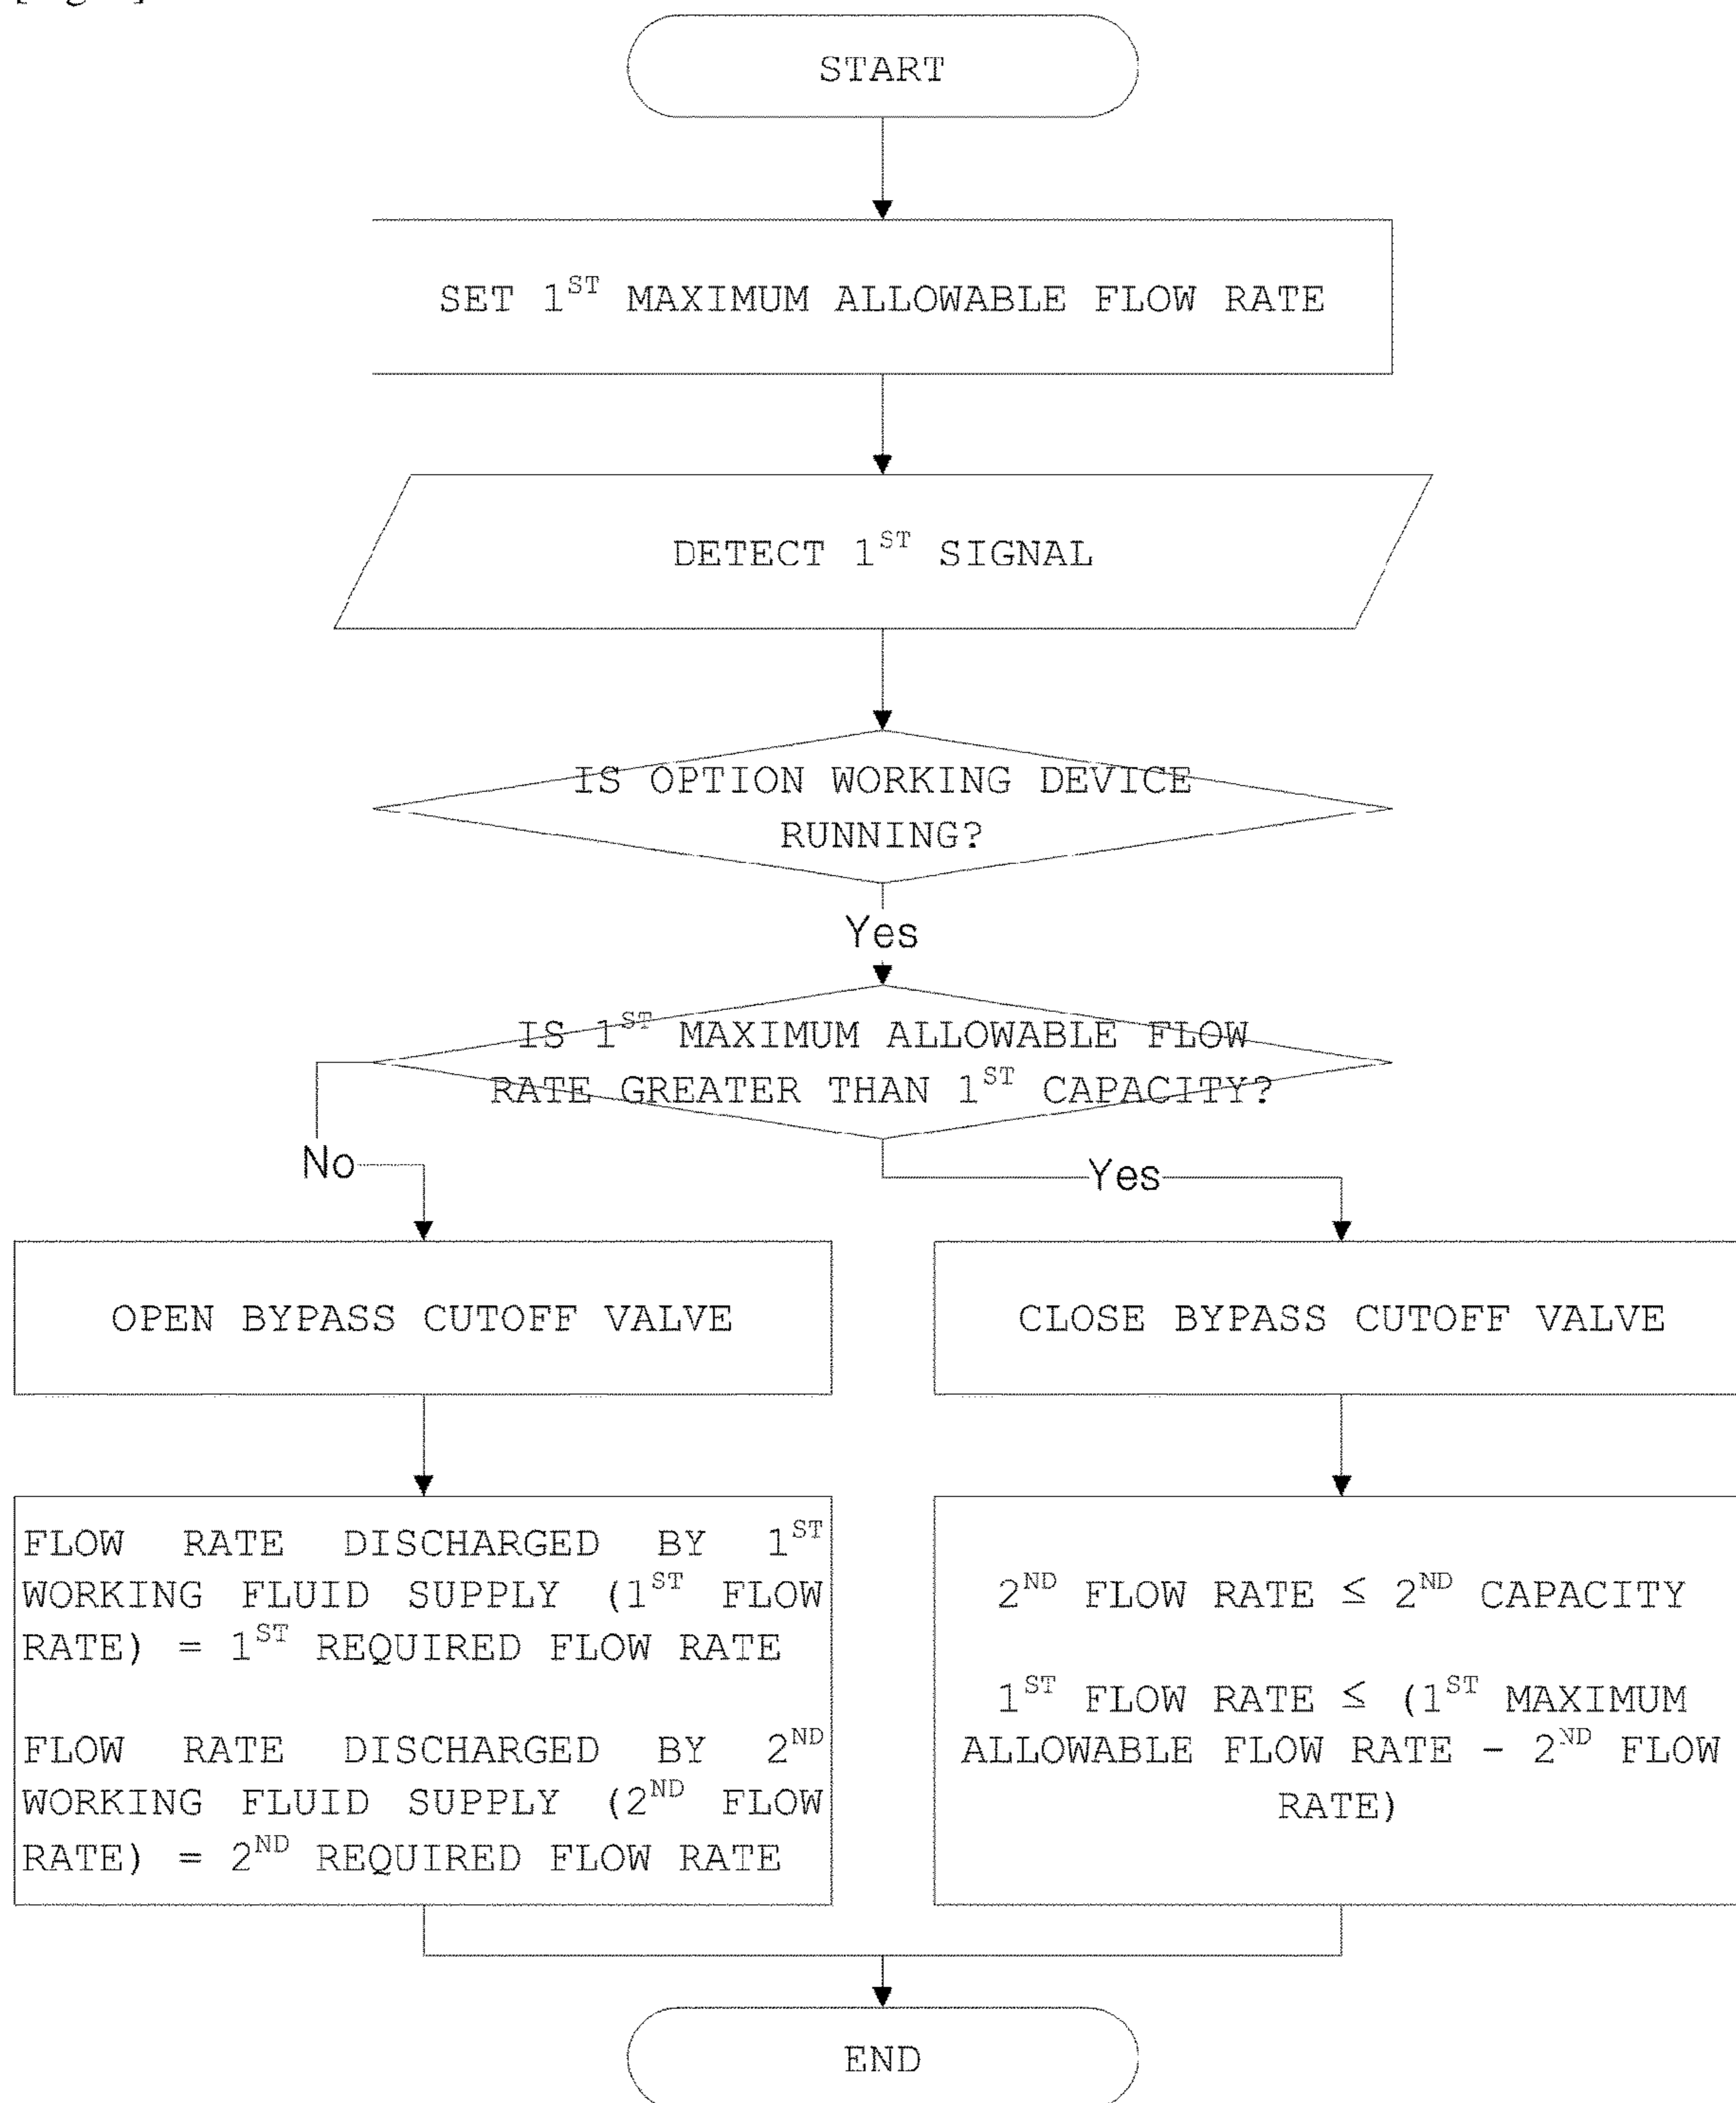 START
SET 1ST MAXIMUM ALLOWABLE FLOW RATE
DETECT 1ST SIGNAL
IS OPTION WORKING DEVICE
RUNNING?
Yes
IS 1ST MAXIMUM ALLOWABLE FLOW
RATE GREATER THAN 1ST CAPACITY?
No
Yes
OPEN BYPASS CUTOFF VALVE
CLOSE BYPASS CUTOFF VALVE
FLOW RATE DISCHARGED BY 1ST
WORKING FLUID SUPPLY (1ST FLOW
RATE) = 1ST REQUIRED FLOW RATE
FLOW RATE DISCHARGED BY 2ND
WORKING FLUID SUPPLY (2ND FLOW
RATE) = 2ND REQUIRED FLOW RATE
2ND FLOW RATE ≤ 2ND CAPACITY
1ST FLOW RATE ≤ (1ST MAXIMUM
ALLOWABLE FLOW RATE - 2ND FLOW
RATE)
END